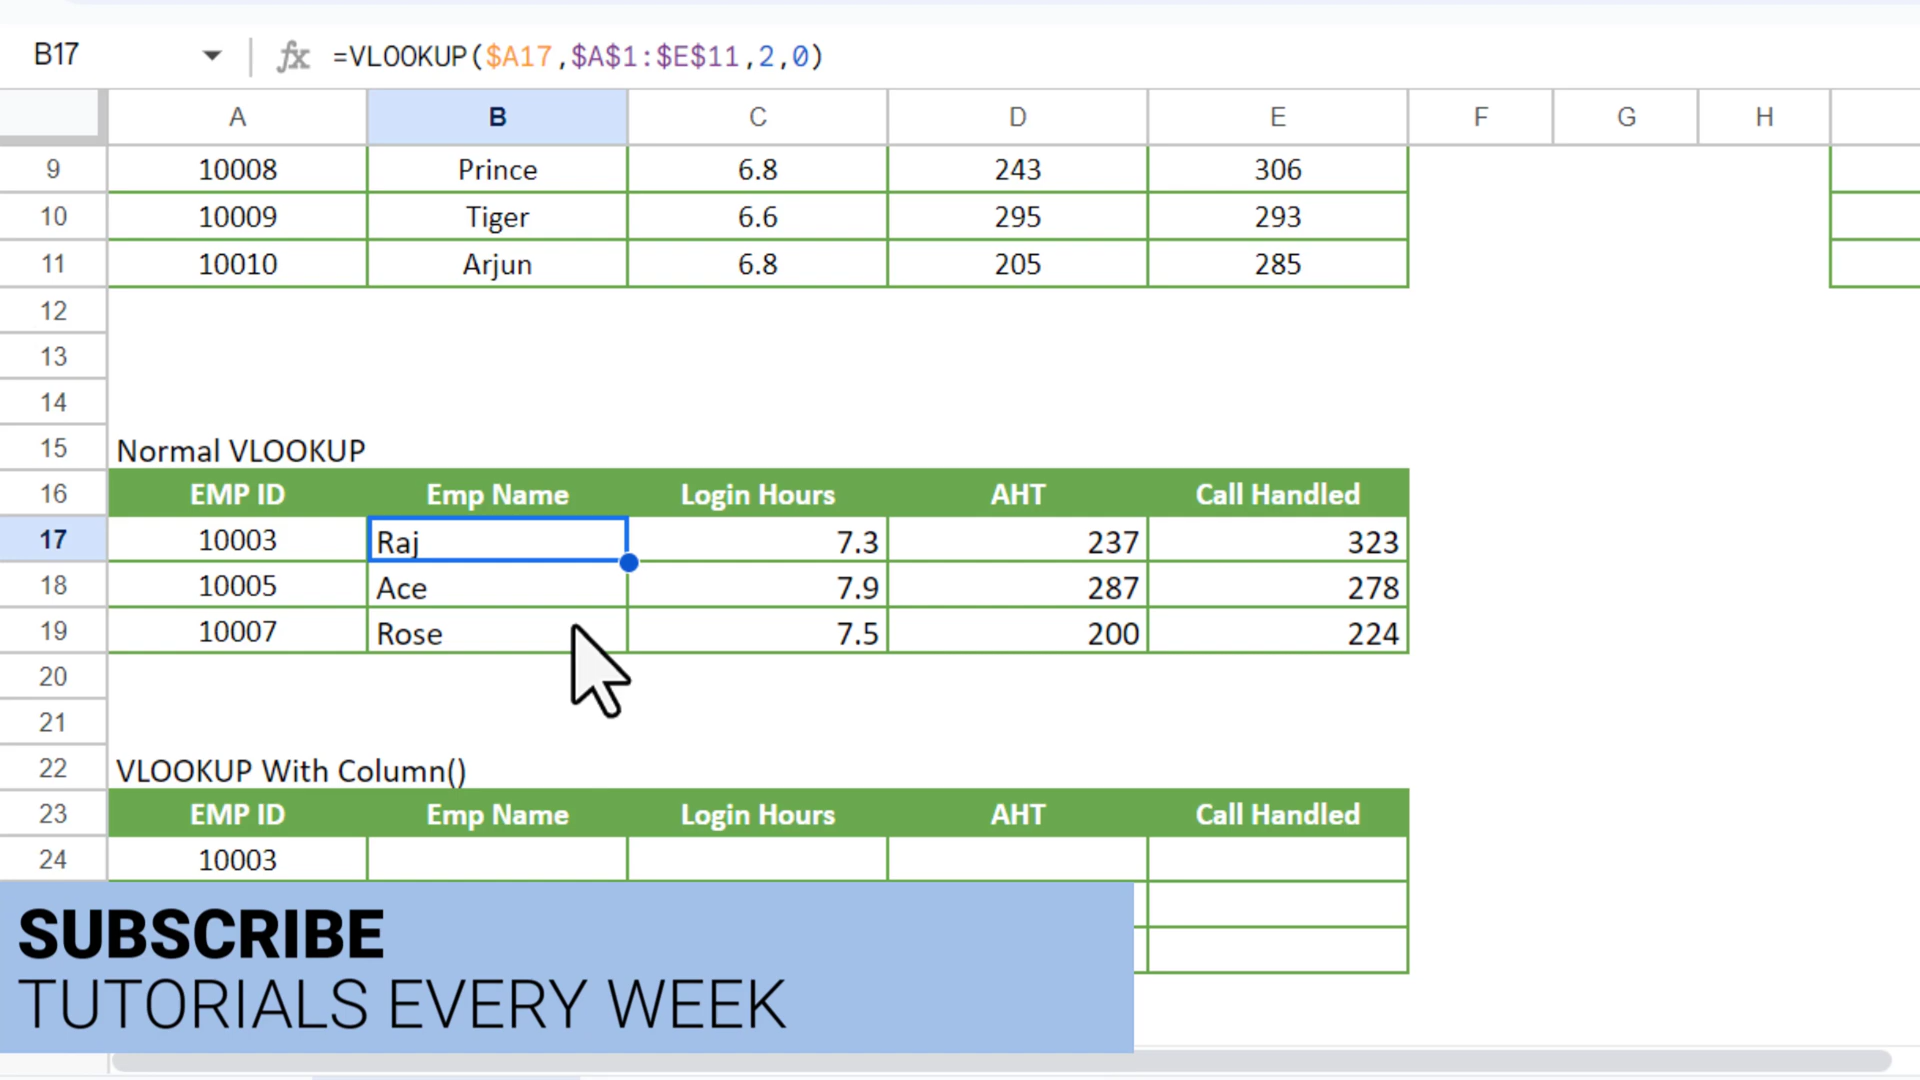 B17 fx =VLOOKUP($A17,$A$1:$E$11,2,0)
A B C D E F G H
9 10008 Prince 6.8 243 306
10 10009 Tiger 6.6 295 293
11 10010 Arjun 6.8 205 285
12
13
14
15 Normal VLOOKUP
16 EMP ID Emp Name Login Hours AHT Call Handled
17 10003 Raj 7.3 237 323
18 10005 Ace 7.9 287 278
19 10007 Rose 7.5 200 224
20
21
22 VLOOKUP With Column()
23 EMP ID Emp Name Login Hours AHT Call Handled
24 10003
SUBSCRIBE
TUTORIALS EVERY WEEK